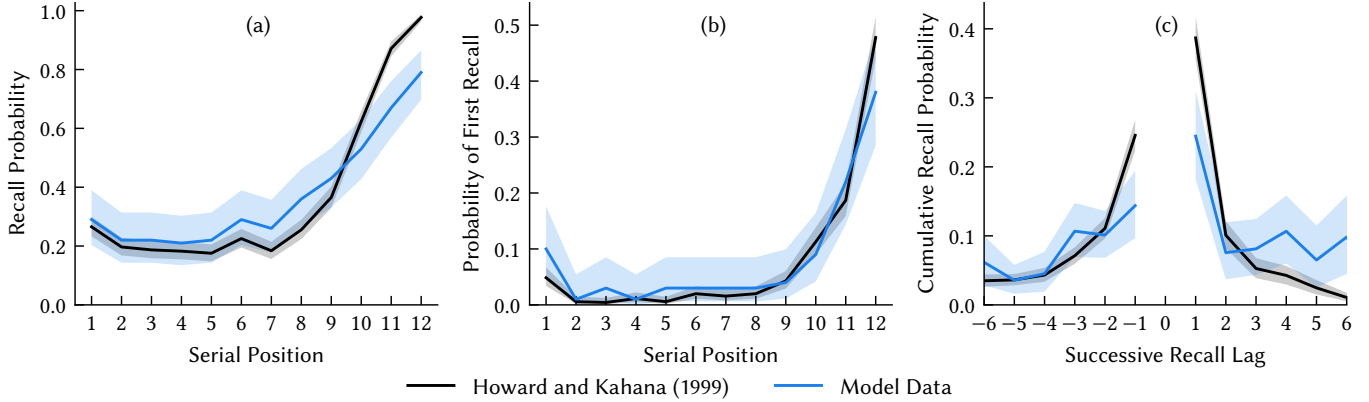 (a)
Recall Probability
1.0
0.8
0.6
0.4
0.2
0.0
1 2 3 4 5 6 7 8 9 10 11 12
Serial Position
(b)
Probability of First Recall
0.5
0.4
0.3
0.2
0.1
0.0
1 2 3 4 5 6 7 8 9 10 11 12
Serial Position
(c)
Cumulative Recall Probability
0.4
0.3
0.2
0.1
0.0
−6 −5 −4 −3 −2 −1 0 1 2 3 4 5 6
Successive Recall Lag
Howard and Kahana (1999) Model Data